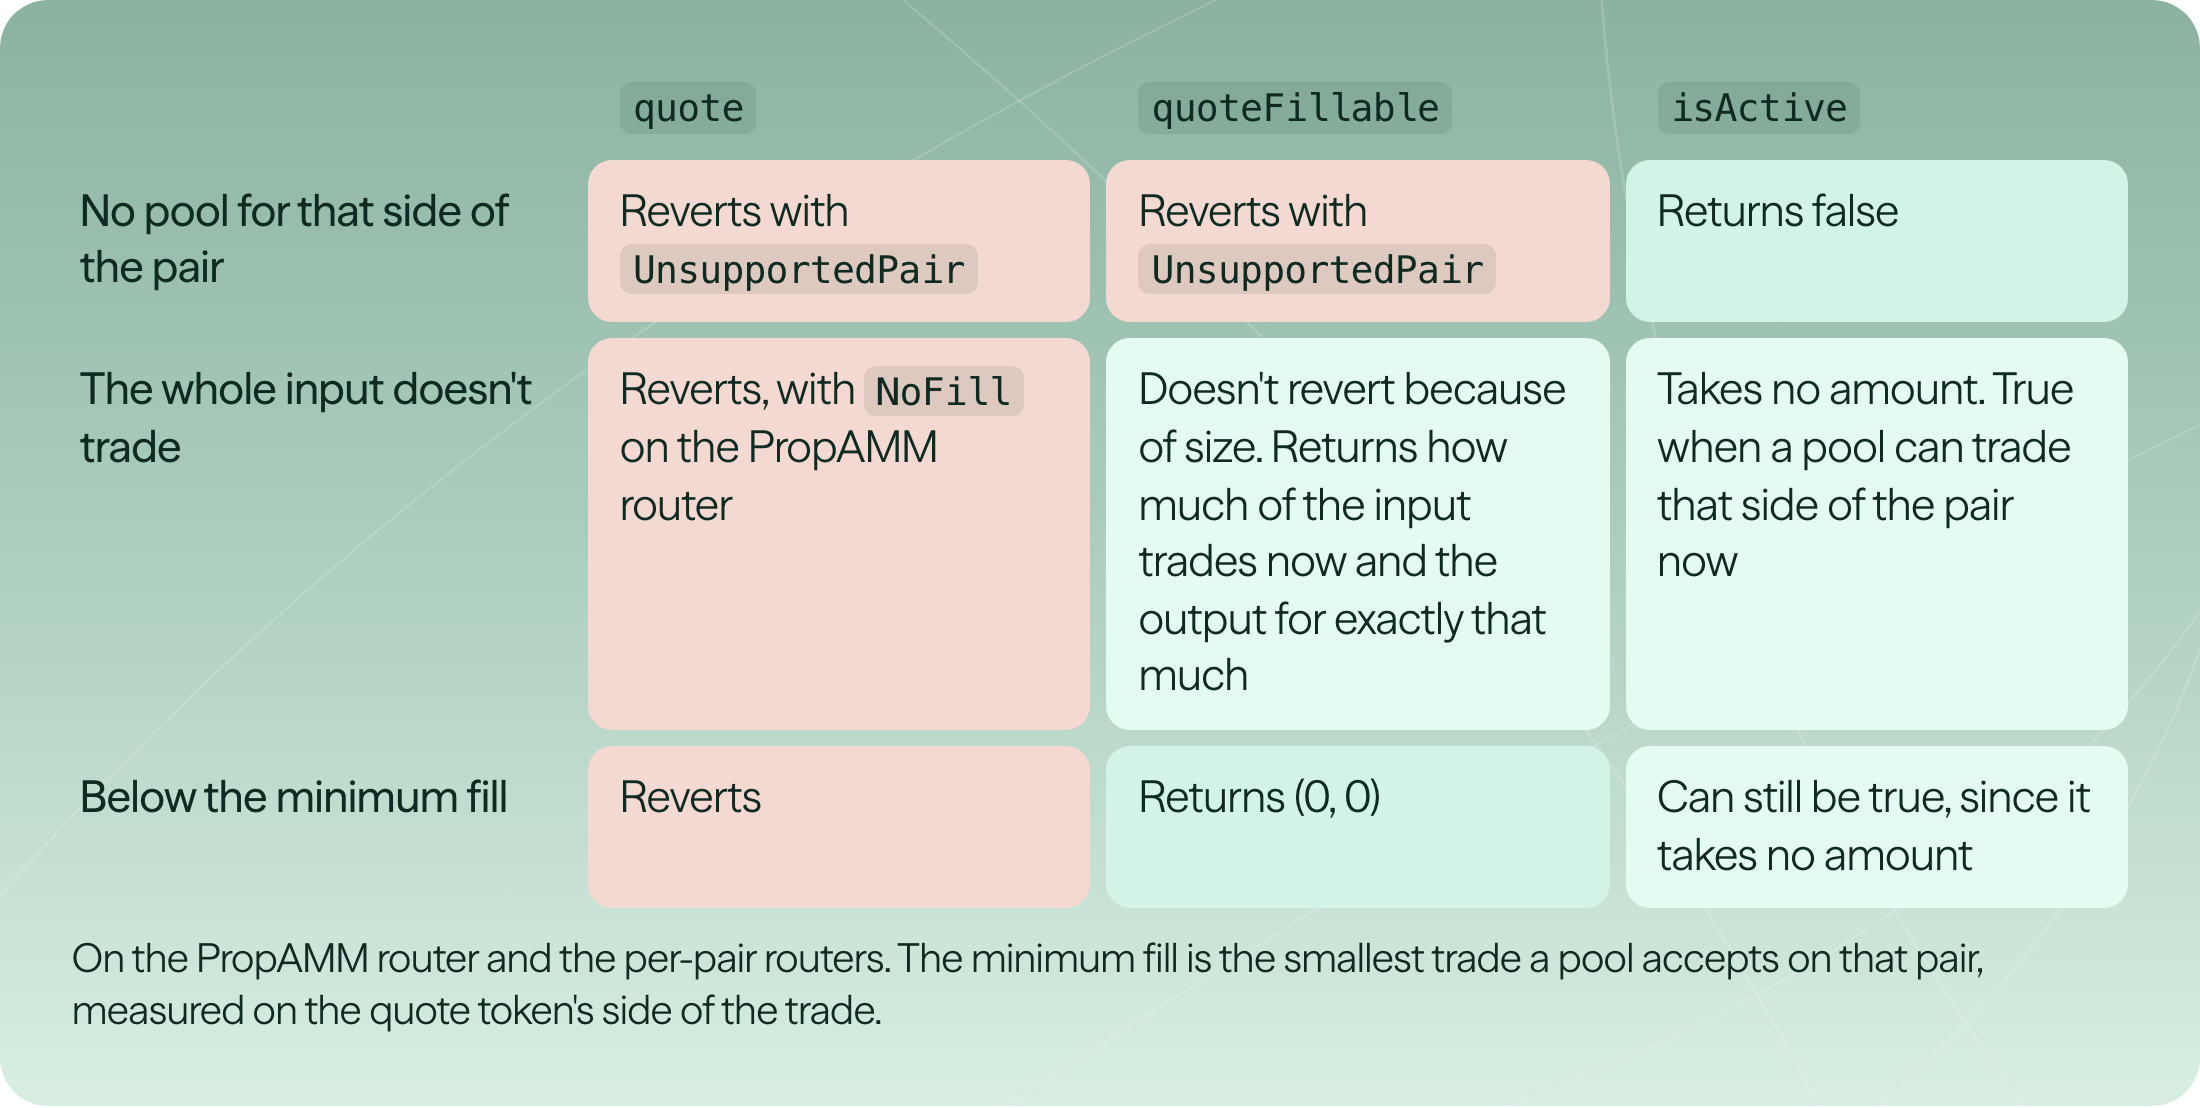 quote
quoteFillable
isActive
No pool for that side of
the pair
Reverts with
UnsupportedPair
Reverts with
UnsupportedPair
Returns false
The whole input doesn't
trade
Reverts, with NoFill
on the PropAMM
router
Doesn't revert because
of size. Returns how
much of the input
trades now and the
output for exactly that
much
Takes no amount. True
when a pool can trade
that side of the pair
now
Below the minimum fill
Reverts
Returns (0, 0)
Can still be true, since it
takes no amount
On the PropAMM router and the per-pair routers. The minimum fill is the smallest trade a pool accepts on that pair,
measured on the quote token's side of the trade.